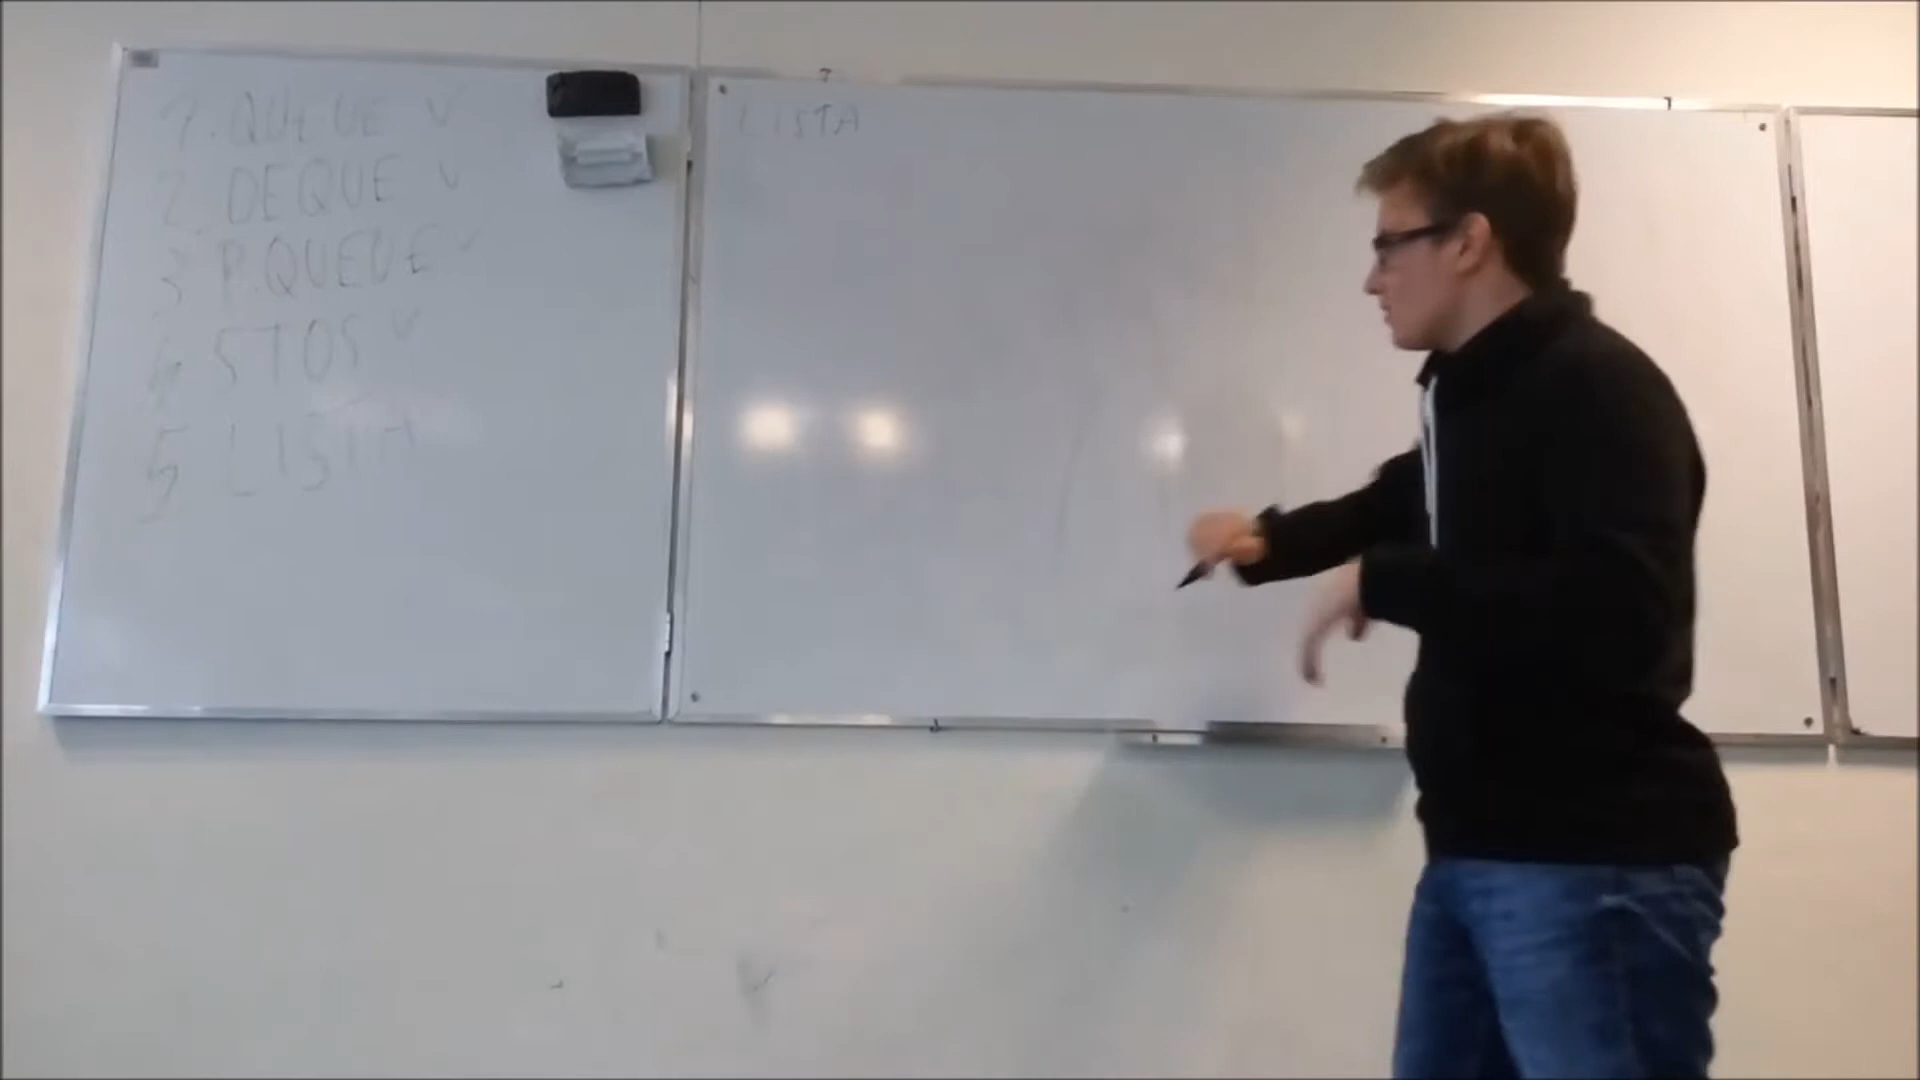 1. QUEUE ✓
2. DEQUE ✓
3 P.QUEUE ✓
4 STOS ✓
5 LISTA
LISTA